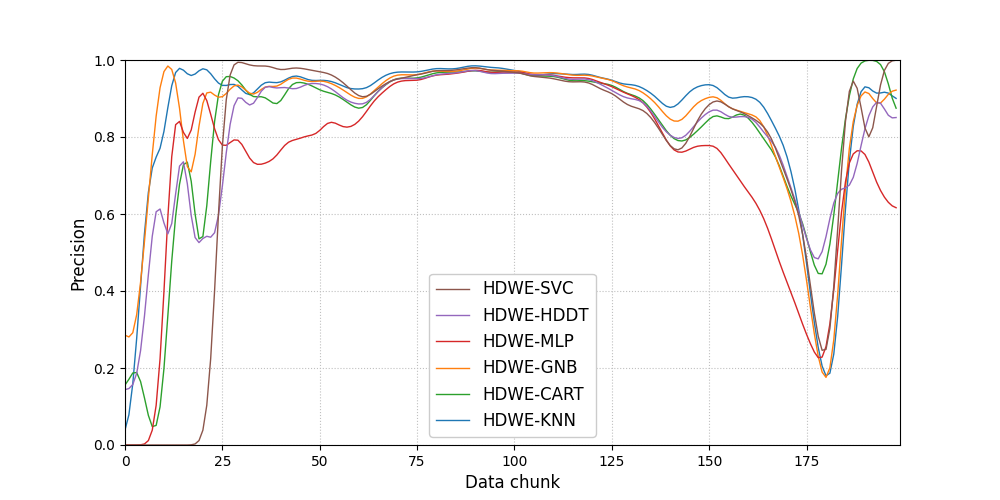 1.0
0.8
0.6
0.4
0.2
0.0
Precision
HDWE-SVC
HDWE-HDDT
HDWE-MLP
HDWE-GNB
HDWE-CART
HDWE-KNN
0 25 50 75 100 125 150 175
Data chunk